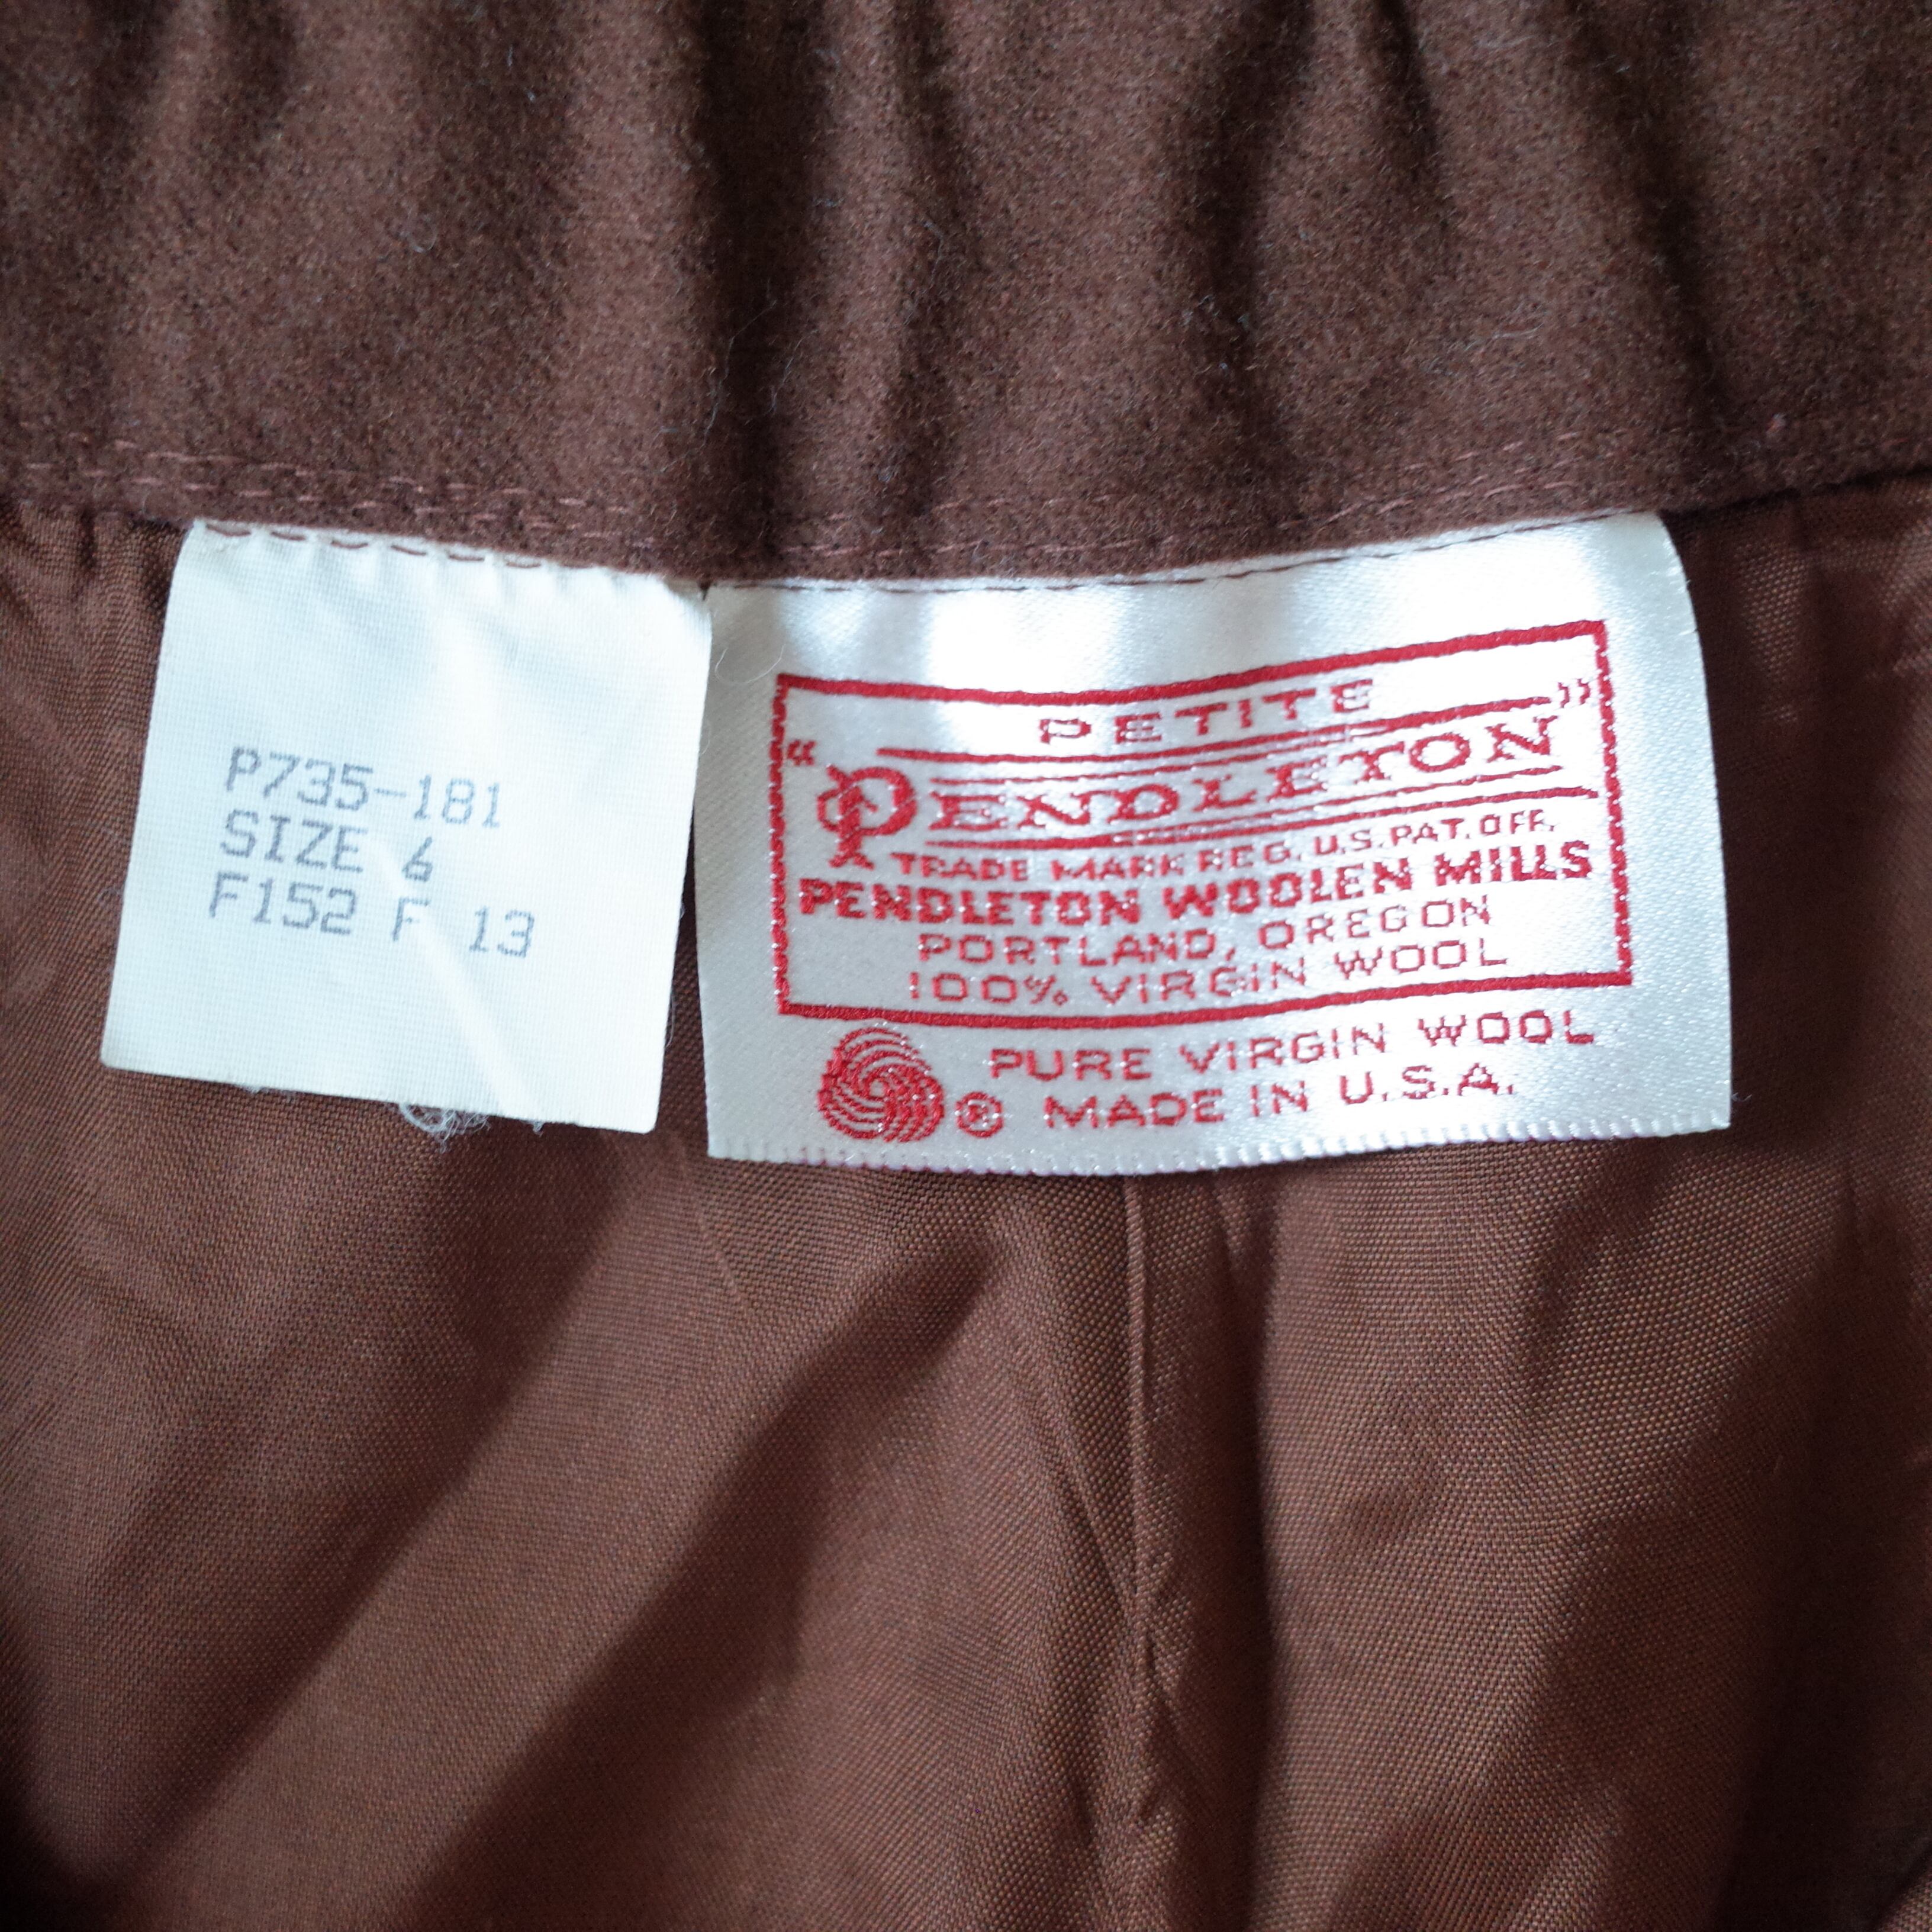 P735-181
SIZE 6
F152 F 13
PETITE
"PENDLETON"
TRADE MARK REG. U.S. PAT. OFF.
PENDLETON WOOLEN MILLS
PORTLAND, OREGON
100% VIRGIN WOOL
PURE VIRGIN WOOL
® MADE IN U.S.A.